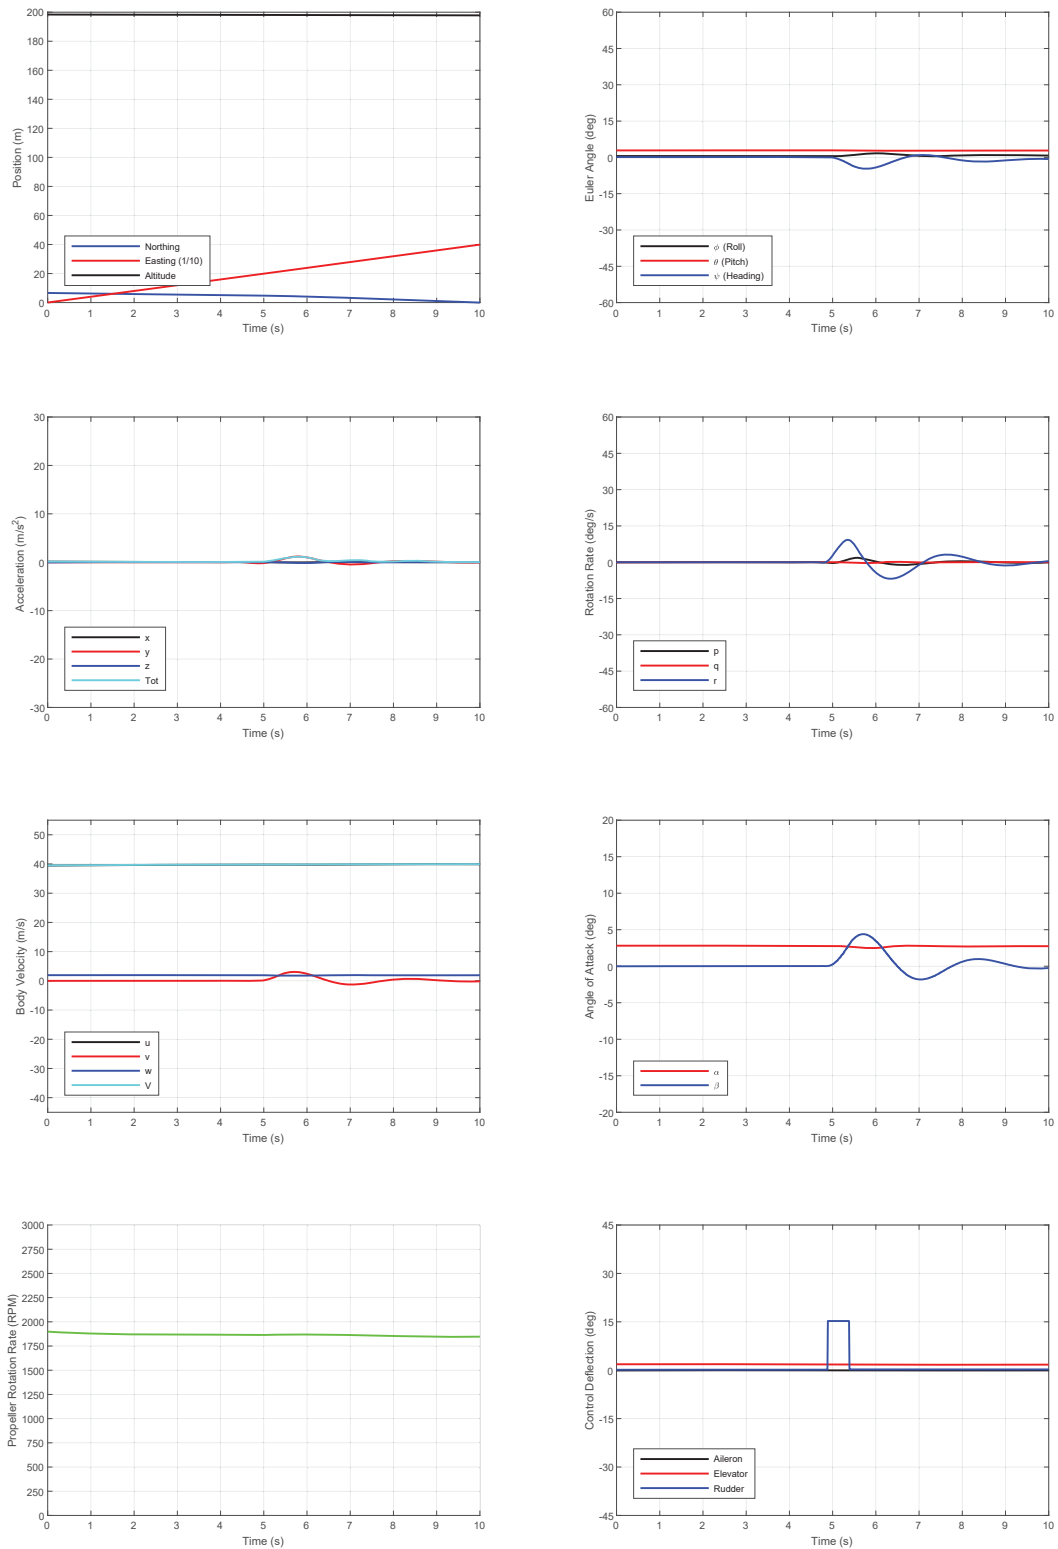 200
180
160
140
120
100
80
60
40
20
0
Position (m)
Northing
Easting (1/10)
Altitude
0 1 2 3 4 5 6 7 8 9 10
Time (s)
60
45
30
15
0
-15
-30
-45
-60
Euler Angle (deg)
ϕ (Roll)
θ (Pitch)
ψ (Heading)
0 1 2 3 4 5 6 7 8 9 10
Time (s)
30
20
10
0
-10
-20
-30
Acceleration (m/s²)
x
y
z
Tot
0 1 2 3 4 5 6 7 8 9 10
Time (s)
60
45
30
15
0
-15
-30
-45
-60
Rotation Rate (deg/s)
p
q
r
0 1 2 3 4 5 6 7 8 9 10
Time (s)
50
40
30
20
10
0
-10
-20
-30
-40
Body Velocity (m/s)
u
v
w
V
0 1 2 3 4 5 6 7 8 9 10
Time (s)
20
15
10
5
0
-5
-10
-15
-20
Angle of Attack (deg)
α
β
0 1 2 3 4 5 6 7 8 9 10
Time (s)
3000
2750
2500
2250
2000
1750
1500
1250
1000
750
500
250
0
Propeller Rotation Rate (RPM)
0 1 2 3 4 5 6 7 8 9 10
Time (s)
45
30
15
0
-15
-30
-45
Control Deflection (deg)
Aileron
Elevator
Rudder
0 1 2 3 4 5 6 7 8 9 10
Time (s)